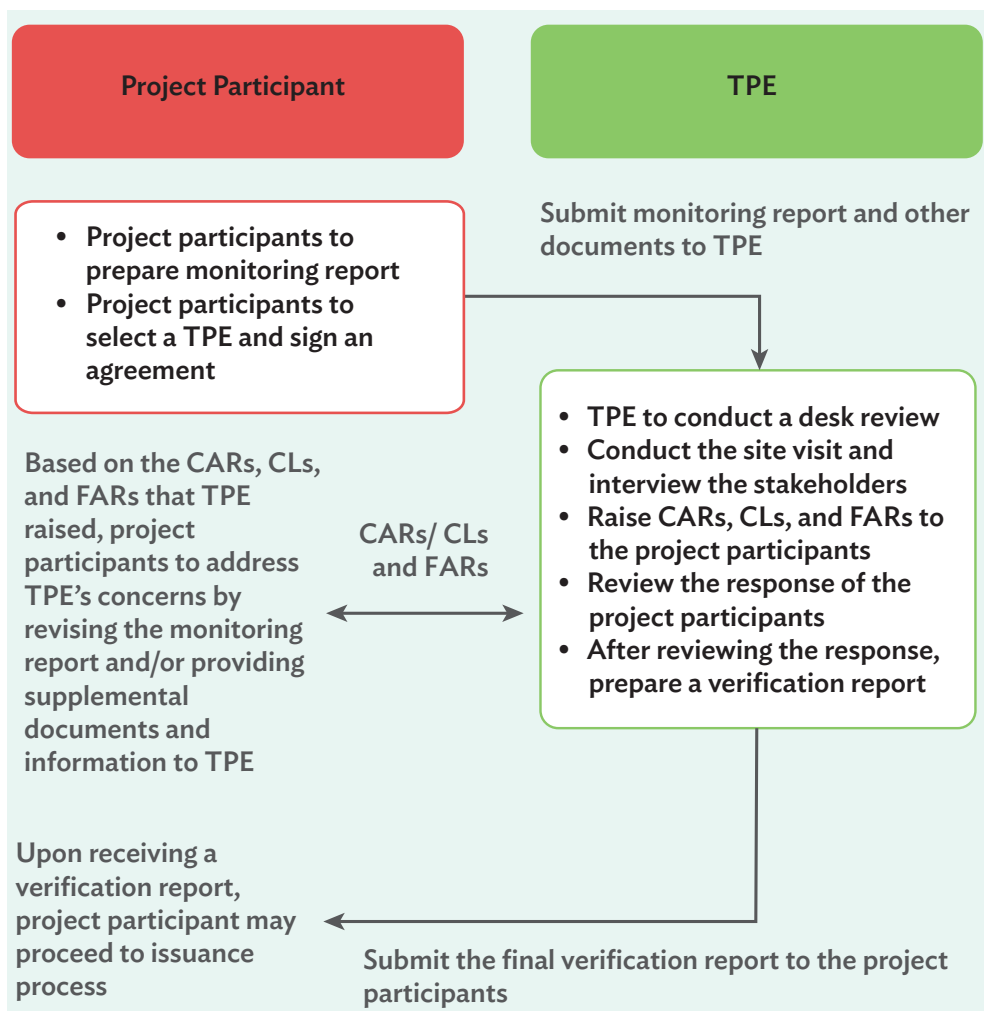 Project Participant
TPE
• Project participants to
prepare monitoring report
• Project participants to
select a TPE and sign an
agreement
Submit monitoring report and other
documents to TPE
• TPE to conduct a desk review
• Conduct the site visit and
interview the stakeholders
• Raise CARs, CLs, and FARs to
the project participants
• Review the response of the
project participants
• After reviewing the response,
prepare a verification report
Based on the CARs, CLs,
and FARs that TPE
raised, project
participants to address
TPE’s concerns by
revising the monitoring
report and/or providing
supplemental
documents and
information to TPE
CARs/ CLs
and FARs
Upon receiving a
verification report,
project participant may
proceed to issuance
process
Submit the final verification report to the project
participants